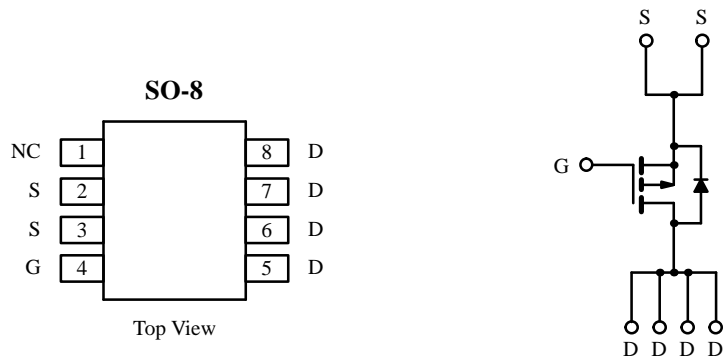 SO-8
NC 1 8 D
S 2 7 D
S 3 6 D
G 4 5 D
Top View
S S
G
D D D D